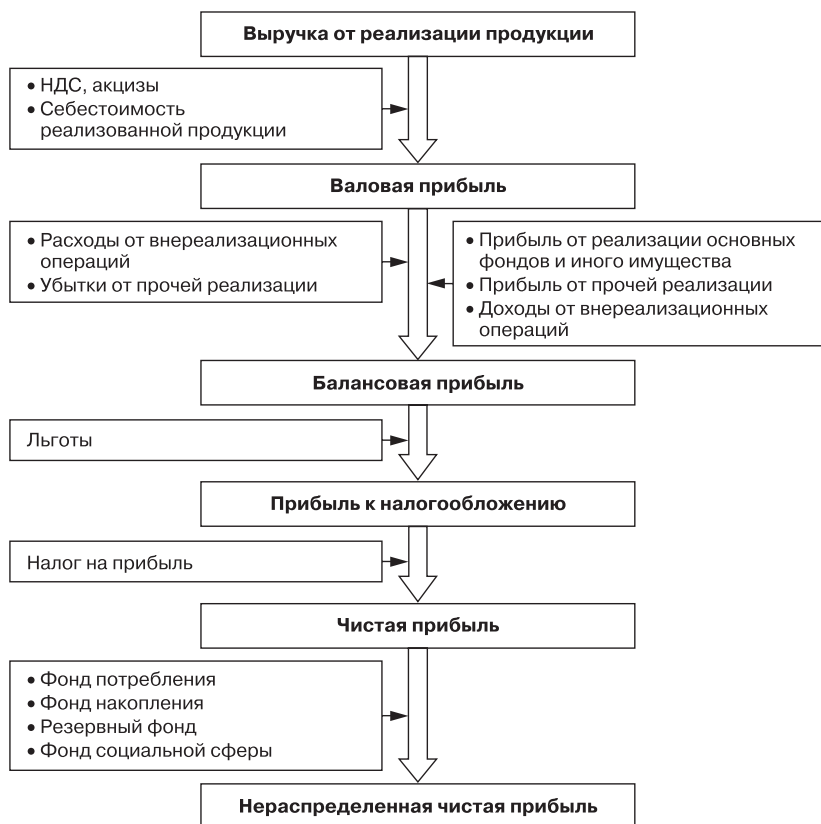 Выручка от реализации продукции
• НДС, акцизы
• Себестоимость
реализованной продукции
Валовая прибыль
• Расходы от внереализационных
операций
• Убытки от прочей реализации
• Прибыль от реализации основных
фондов и иного имущества
• Прибыль от прочей реализации
• Доходы от внереализационных
операций
Балансовая прибыль
Льготы
Прибыль к налогообложению
Налог на прибыль
Чистая прибыль
• Фонд потребления
• Фонд накопления
• Резервный фонд
• Фонд социальной сферы
Нераспределенная чистая прибыль